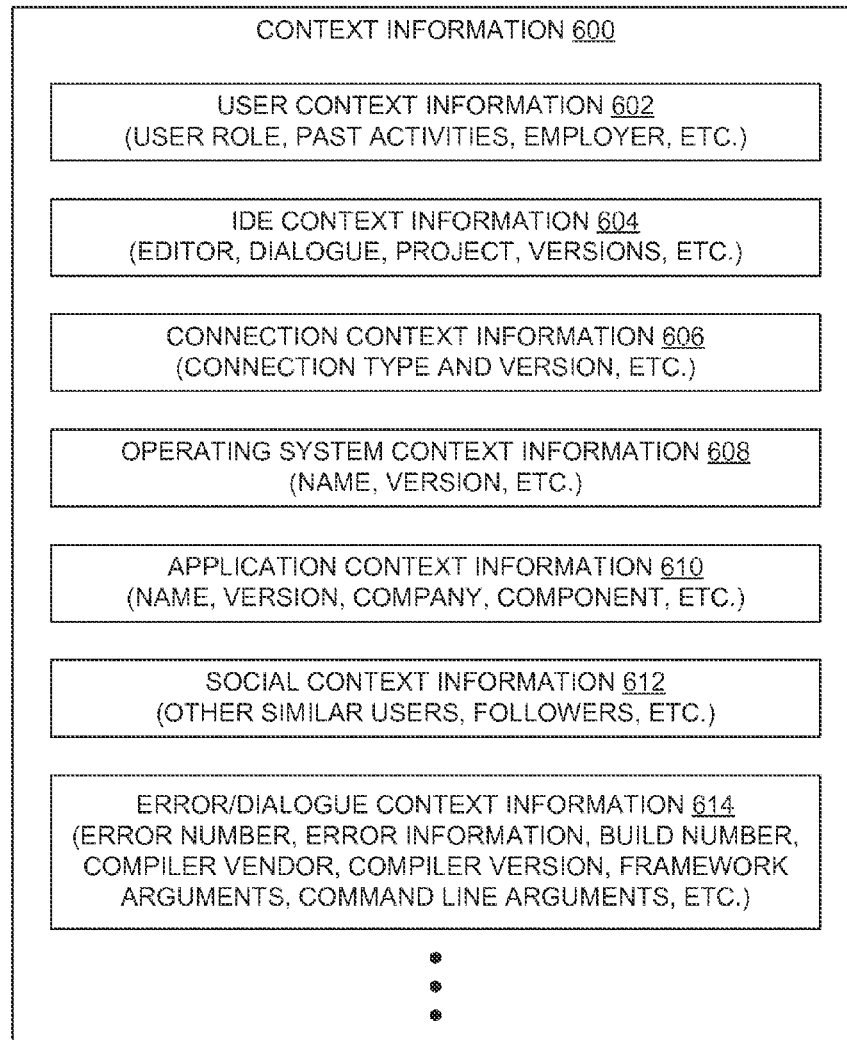 CONTEXT INFORMATION 600
USER CONTEXT INFORMATION 602
(USER ROLE, PAST ACTIVITIES, EMPLOYER, ETC.)
IDE CONTEXT INFORMATION 604
(EDITOR, DIALOGUE, PROJECT, VERSIONS, ETC.)
CONNECTION CONTEXT INFORMATION 606
(CONNECTION TYPE AND VERSION, ETC.)
OPERATING SYSTEM CONTEXT INFORMATION 608
(NAME, VERSION, ETC.)
APPLICATION CONTEXT INFORMATION 610
(NAME, VERSION, COMPANY, COMPONENT, ETC.)
SOCIAL CONTEXT INFORMATION 612
(OTHER SIMILAR USERS, FOLLOWERS, ETC.)
ERROR/DIALOGUE CONTEXT INFORMATION 614
(ERROR NUMBER, ERROR INFORMATION, BUILD NUMBER,
COMPILER VENDOR, COMPILER VERSION, FRAMEWORK
ARGUMENTS, COMMAND LINE ARGUMENTS, ETC.)